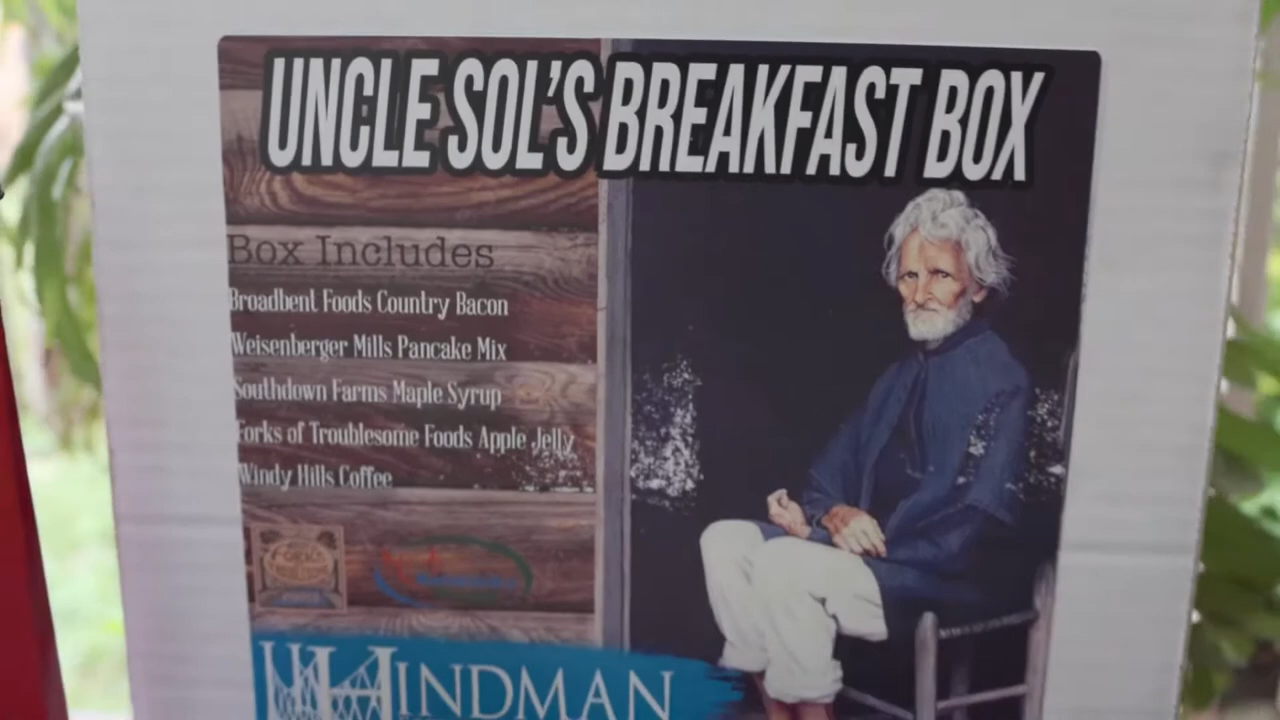 UNCLE SOL'S BREAKFAST BOX
Box Includes
Broadbent Foods Country Bacon
Weisenberger Mills Pancake Mix
Southdown Farms Maple Syrup
Forks of Troublesome Foods Apple Jelly
Windy Hills Coffee
HINDMAN